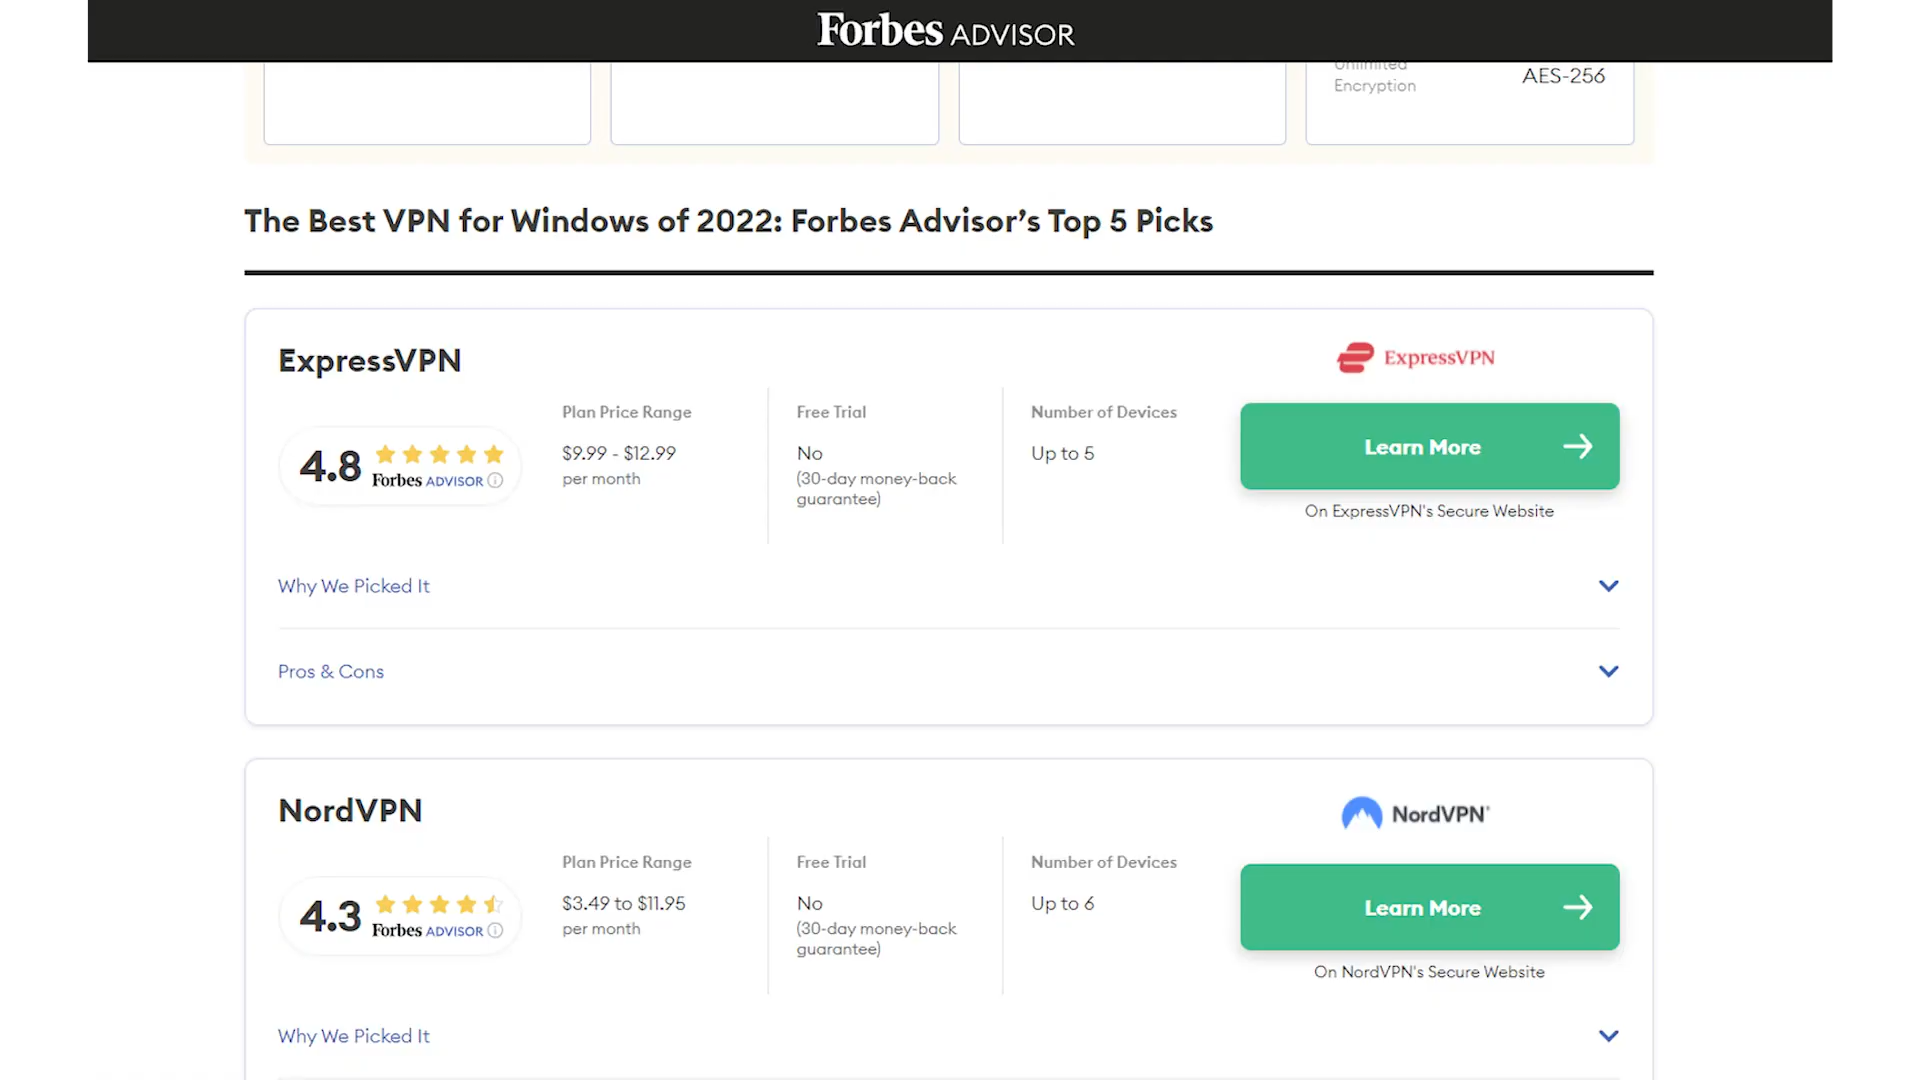 Forbes ADVISOR
Unlimited
Encryption
AES-256
The Best VPN for Windows of 2022: Forbes Advisor’s Top 5 Picks
ExpressVPN
ExpressVPN
4.8
Forbes ADVISOR
Plan Price Range
$9.99 - $12.99
per month
Free Trial
No
(30-day money-back
guarantee)
Number of Devices
Up to 5
Learn More
On ExpressVPN's Secure Website
Why We Picked It
Pros & Cons
NordVPN
NordVPN
4.3
Forbes ADVISOR
Plan Price Range
$3.49 to $11.95
per month
Free Trial
No
(30-day money-back
guarantee)
Number of Devices
Up to 6
Learn More
On NordVPN's Secure Website
Why We Picked It